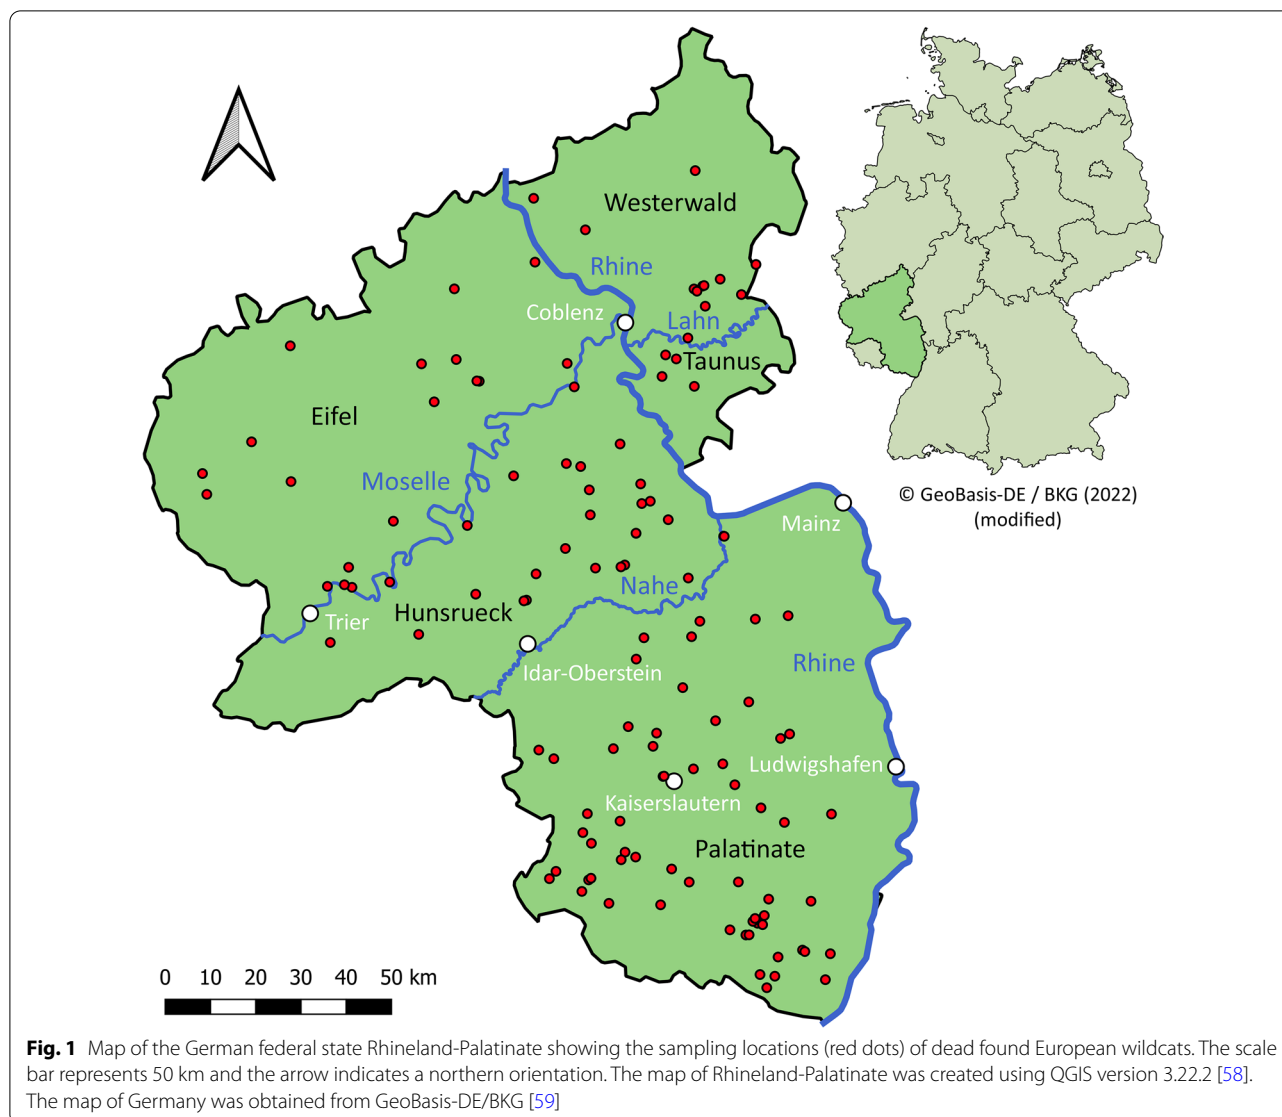 Westerwald
Rhine
Coblenz
Lahn
Taunus
Eifel
Moselle
© GeoBasis-DE / BKG (2022)
(modified)
Mainz
Nahe
Hunsrueck
Trier
Rhine
Idar-Oberstein
Ludwigshafen
Kaiserslautern
Palatinate
0 10 20 30 40 50 km
Fig. 1 Map of the German federal state Rhineland-Palatinate showing the sampling locations (red dots) of dead found European wildcats. The scale
bar represents 50 km and the arrow indicates a northern orientation. The map of Rhineland-Palatinate was created using QGIS version 3.22.2 [58].
The map of Germany was obtained from GeoBasis-DE/BKG [59]